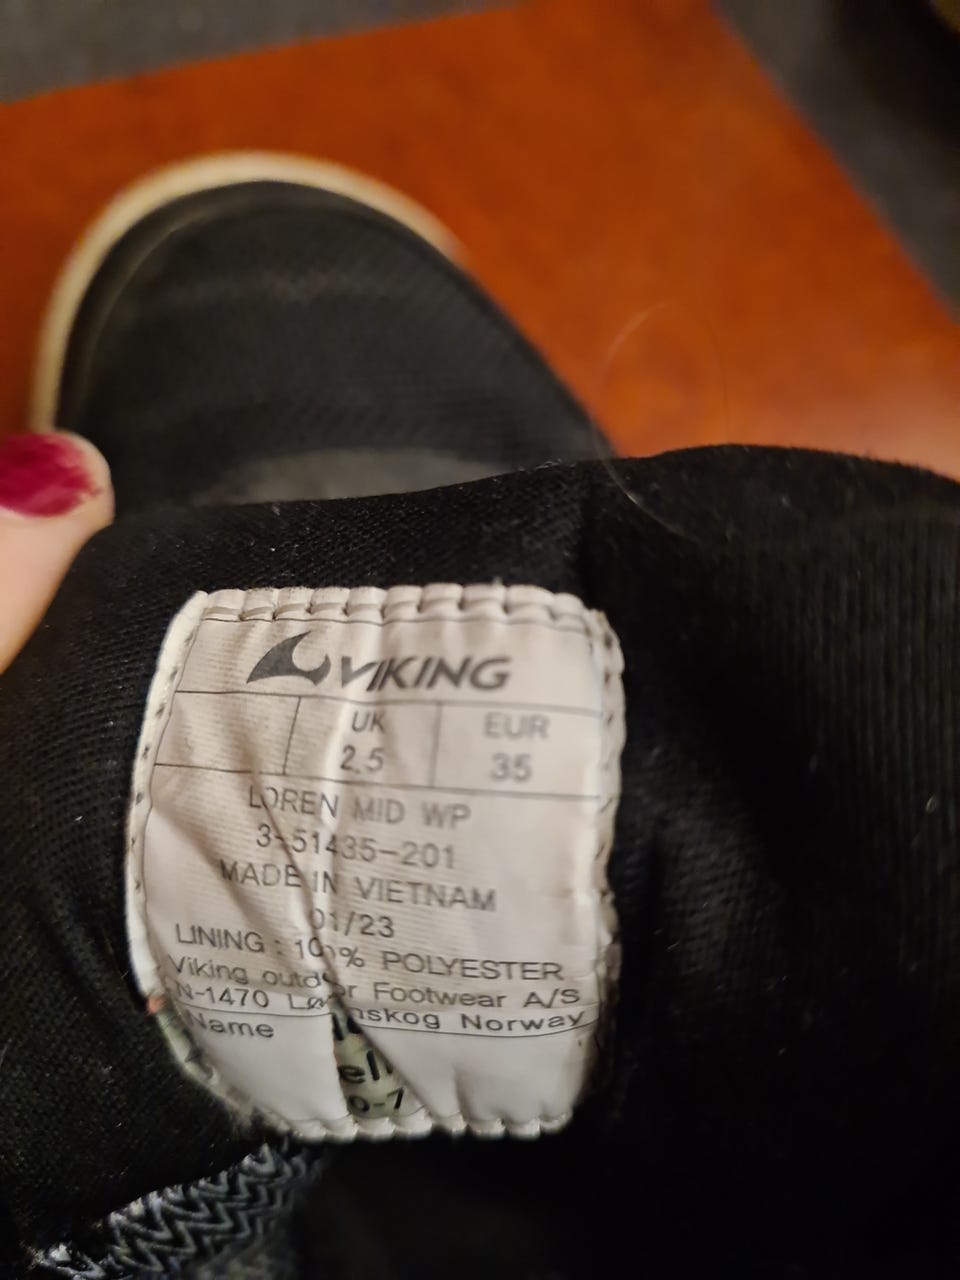 VIKING
UK EUR
2.5 35
LOREN MID WP
3-51435-201
MADE IN VIETNAM
01/23
LINING : 100% POLYESTER
Viking outdoor Footwear A/S
N-1470 Lørenskog Norway
Name